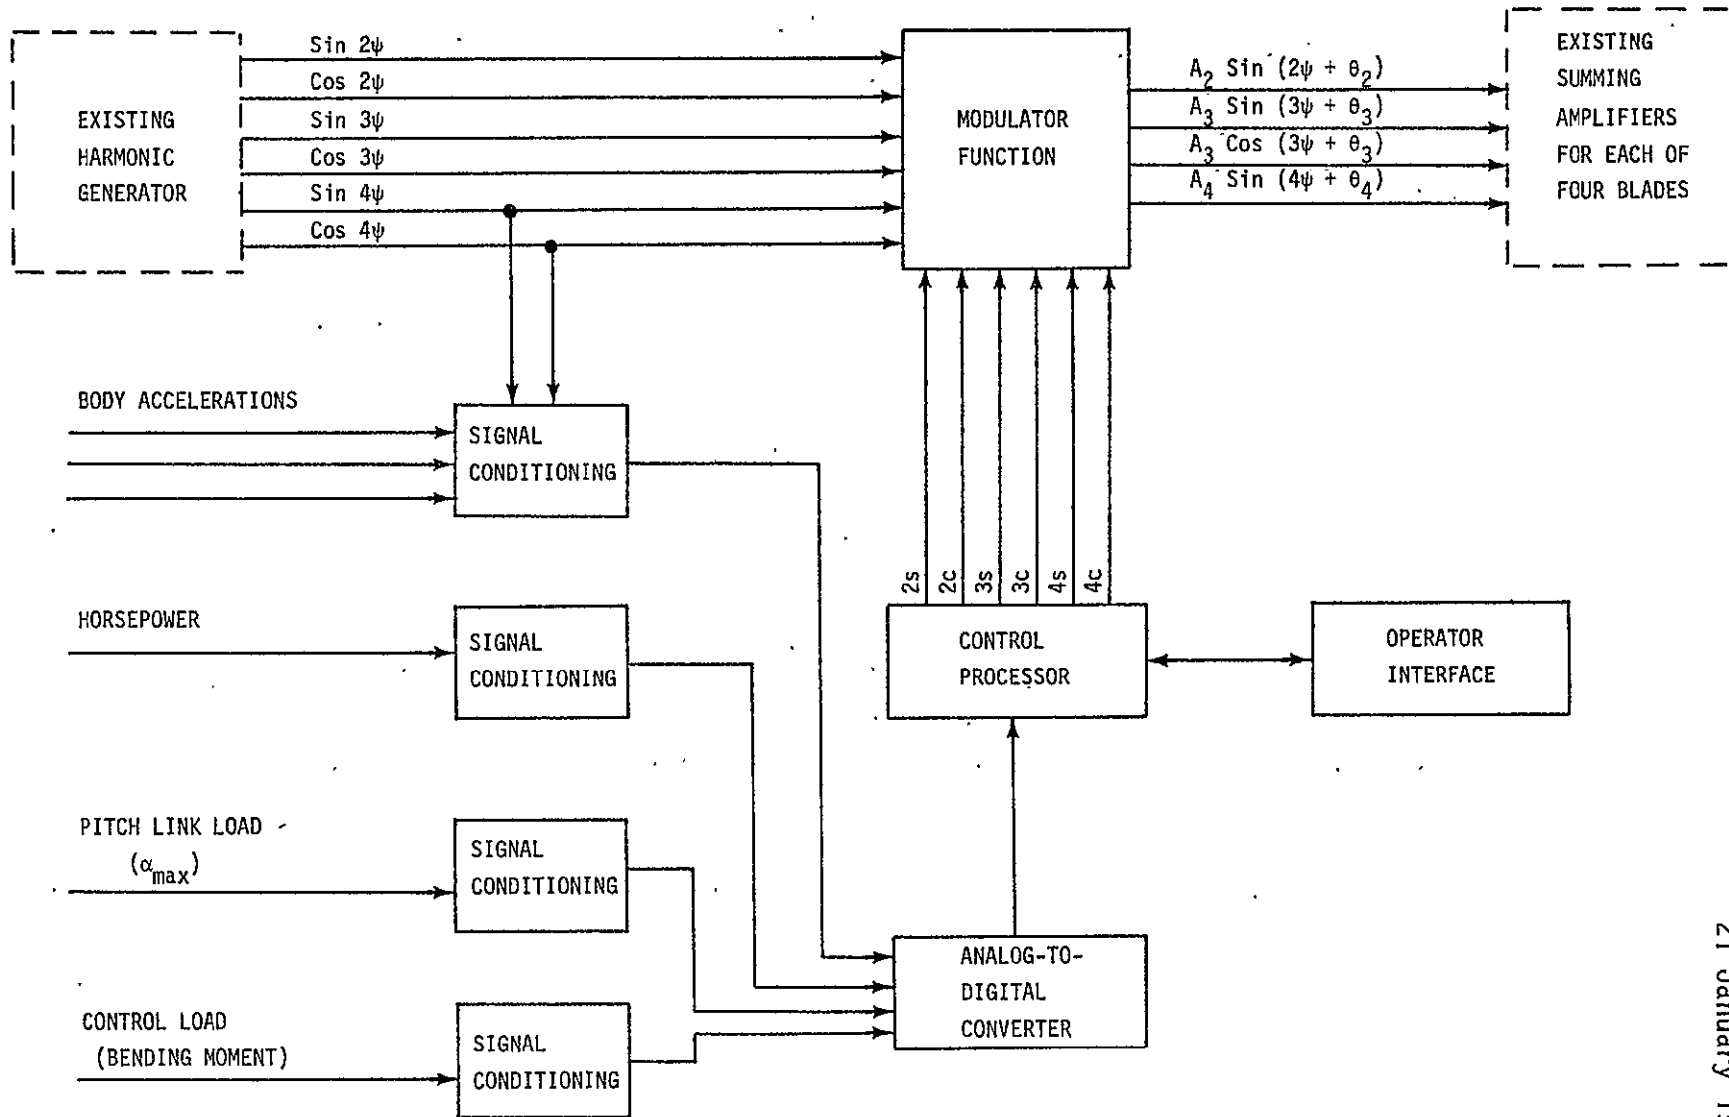 EXISTING
HARMONIC
GENERATOR
Sin 2ψ
Cos 2ψ
Sin 3ψ
Cos 3ψ
Sin 4ψ
Cos 4ψ
MODULATOR
FUNCTION
A₂ Sin (2ψ + θ₂)
A₃ Sin (3ψ + θ₃)
A₃ Cos (3ψ + θ₃)
A₄ Sin (4ψ + θ₄)
EXISTING
SUMMING
AMPLIFIERS
FOR EACH OF
FOUR BLADES
BODY ACCELERATIONS
SIGNAL
CONDITIONING
HORSEPOWER
SIGNAL
CONDITIONING
2s
2c
3s
3c
4s
4c
CONTROL
PROCESSOR
OPERATOR
INTERFACE
PITCH LINK LOAD
(αmax)
SIGNAL
CONDITIONING
ANALOG-TO-
DIGITAL
CONVERTER
CONTROL LOAD
(BENDING MOMENT)
SIGNAL
CONDITIONING
21 January